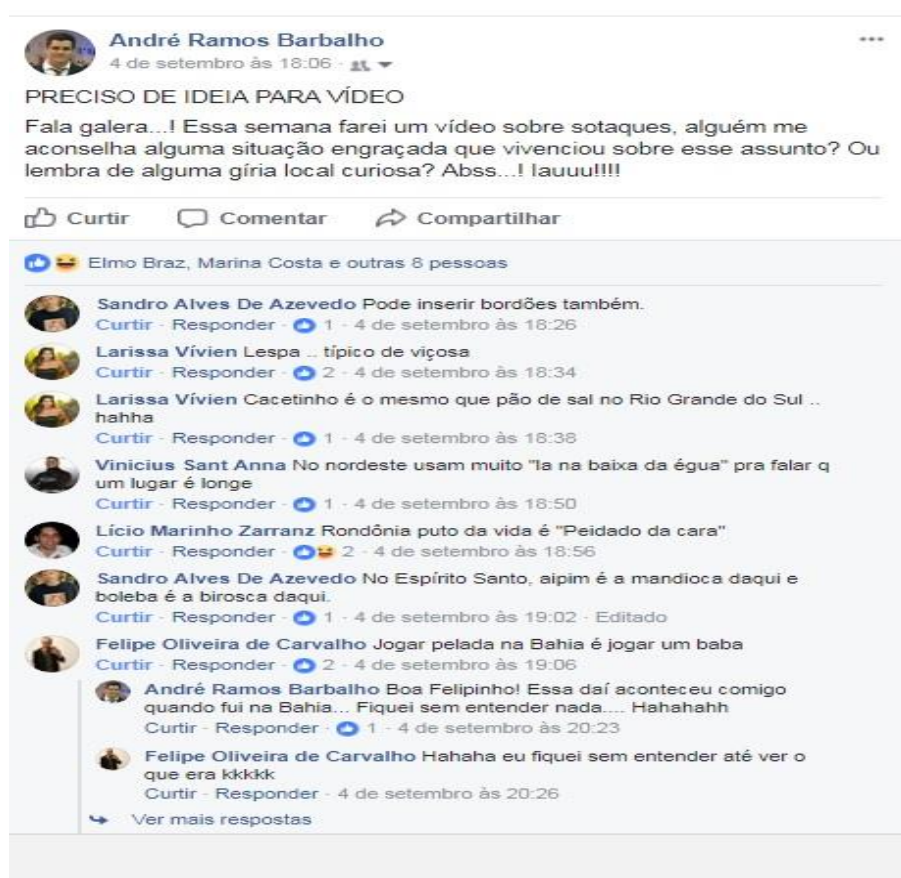 André Ramos Barbalho
4 de setembro às 18:06 ·
PRECISO DE IDEIA PARA VÍDEO
Fala galera...! Essa semana farei um vídeo sobre sotaques, alguém me
aconselha alguma situação engraçada que vivenciou sobre esse assunto? Ou
lembra de alguma gíria local curiosa? Abss...! Iauuu!!!!
Curtir Comentar Compartilhar
Elmo Braz, Marina Costa e outras 8 pessoas
Sandro Alves De Azevedo Pode inserir bordões também.
Curtir · Responder · 1 · 4 de setembro às 18:26
Larissa Vívien Lespa .. típico de viçosa
Curtir · Responder · 2 · 4 de setembro às 18:34
Larissa Vívien Cacetinho é o mesmo que pão de sal no Rio Grande do Sul ..
hahha
Curtir · Responder · 1 · 4 de setembro às 18:38
Vinicius Sant Anna No nordeste usam muito "la na baixa da égua" pra falar q
um lugar é longe
Curtir · Responder · 1 · 4 de setembro às 18:50
Lício Marinho Zarranz Rondônia puto da vida é "Peidado da cara"
Curtir · Responder · 2 · 4 de setembro às 18:56
Sandro Alves De Azevedo No Espírito Santo, aipim é a mandioca daqui e
boleba é a birosca daqui.
Curtir · Responder · 1 · 4 de setembro às 19:02 · Editado
Felipe Oliveira de Carvalho Jogar pelada na Bahia é jogar um baba
Curtir · Responder · 2 · 4 de setembro às 19:06
André Ramos Barbalho Boa Felipinho! Essa daí aconteceu comigo
quando fui na Bahia... Fiquei sem entender nada.... Hahahahh
Curtir · Responder · 1 · 4 de setembro às 20:23
Felipe Oliveira de Carvalho Hahaha eu fiquei sem entender até ver o
que era kkkkk
Curtir · Responder · 4 de setembro às 20:26
Ver mais respostas